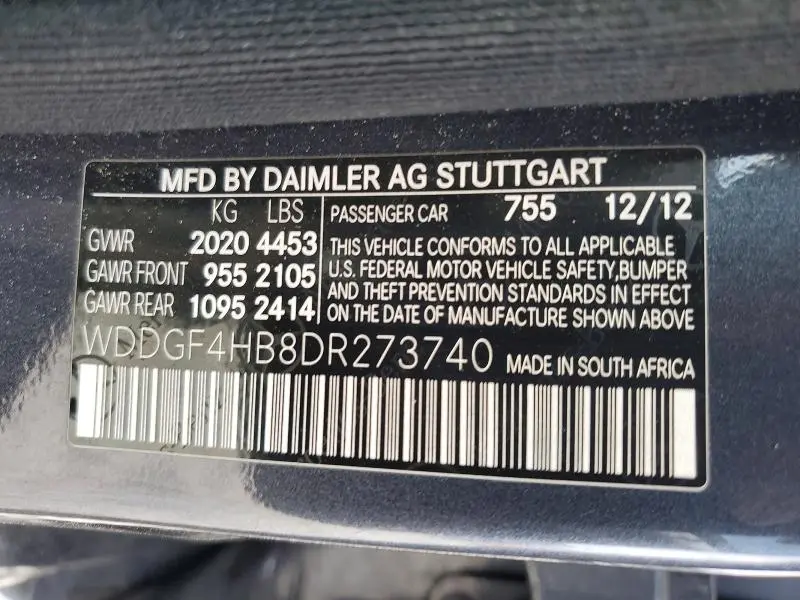 MFD BY DAIMLER AG STUTTGART
KG LBS
GVWR 2020 4453
GAWR FRONT 955 2105
GAWR REAR 1095 2414
PASSENGER CAR 755 12/12
THIS VEHICLE CONFORMS TO ALL APPLICABLE
U.S. FEDERAL MOTOR VEHICLE SAFETY,BUMPER
AND THEFT PREVENTION STANDARDS IN EFFECT
ON THE DATE OF MANUFACTURE SHOWN ABOVE
WDDGF4HB8DR273740 MADE IN SOUTH AFRICA